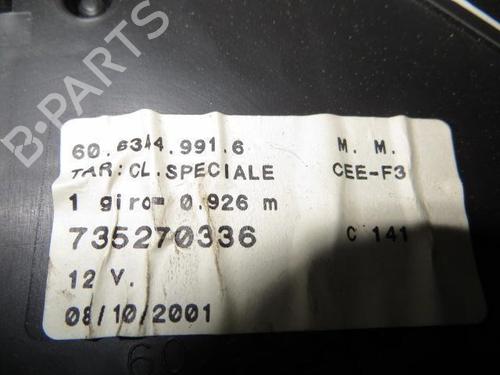 B-PARTS
60.6344.991.6 M. M.
TAR: CL.SPECIALE CEE-F3
1 giro= 0.926 m
735270336 C 141
12 V.
08/10/2001